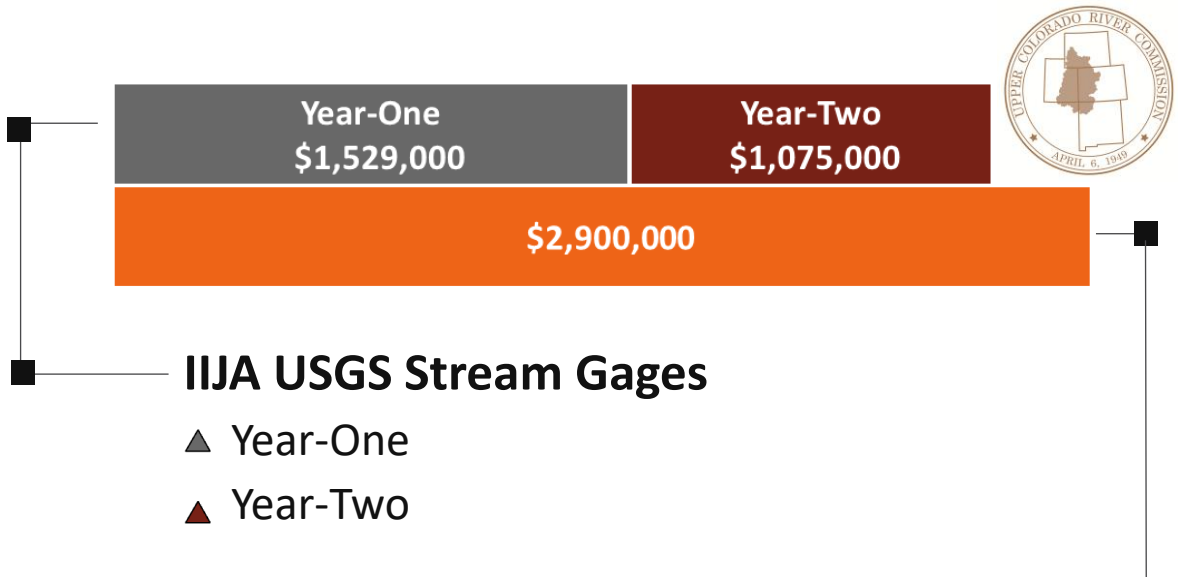 UPPER COLORADO RIVER COMMISSION
APRIL 6, 1949
Year-One
$1,529,000
Year-Two
$1,075,000
$2,900,000
IIJA USGS Stream Gages
Year-One
Year-Two